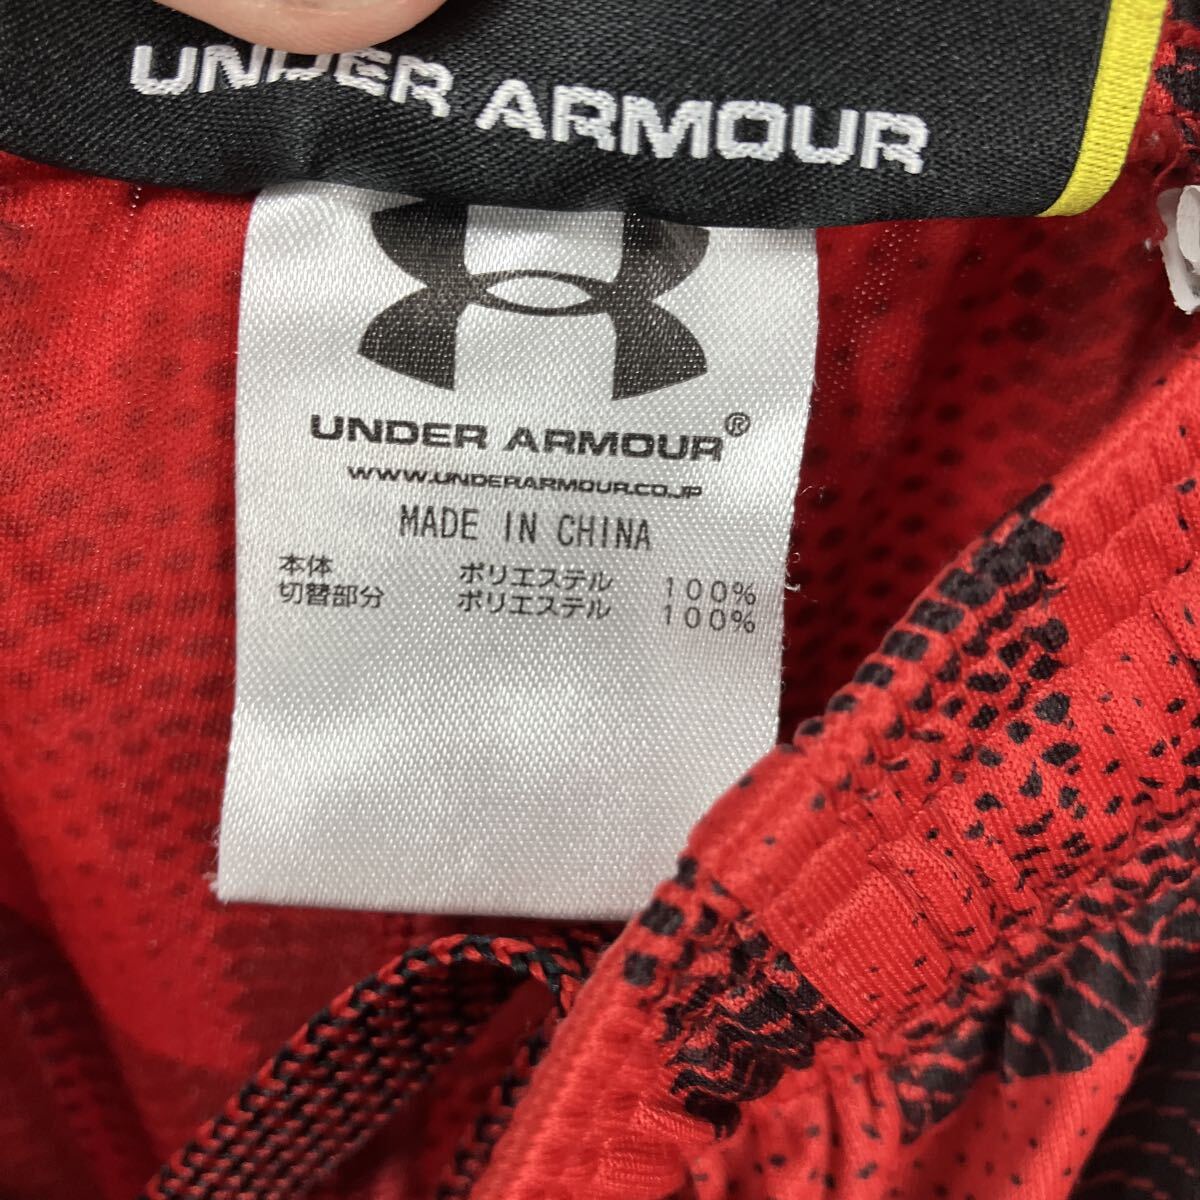 UNDER ARMOUR
UNDER ARMOUR®
WWW.UNDERARMOUR.CO.JP
MADE IN CHINA
本体 ポリエステル 100%
切替部分 ポリエステル 100%